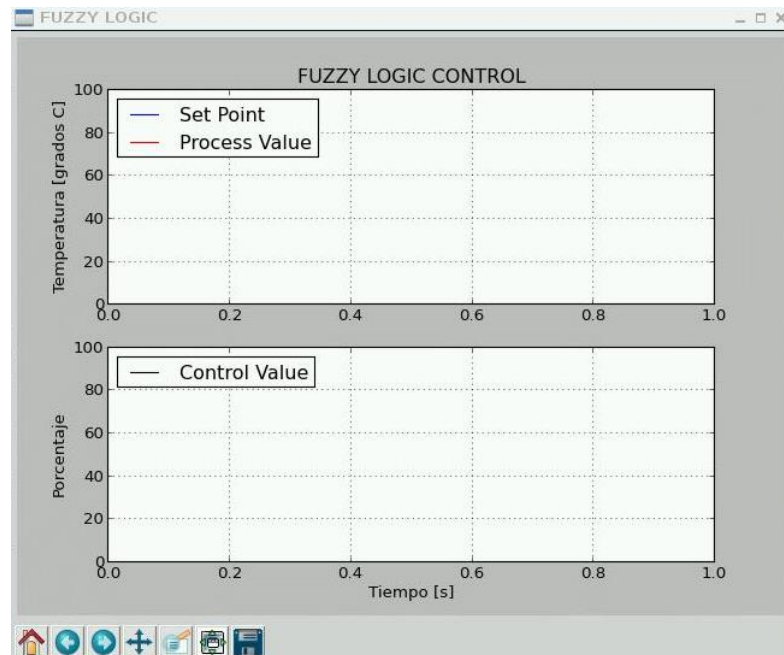 FUZZY LOGIC
FUZZY LOGIC CONTROL
Temperatura [grados C]
100
80
60
40
20
0
Set Point
Process Value
0.0 0.2 0.4 0.6 0.8 1.0
Porcentaje
100
80
60
40
20
0
Control Value
0.0 0.2 0.4 0.6 0.8 1.0
Tiempo [s]